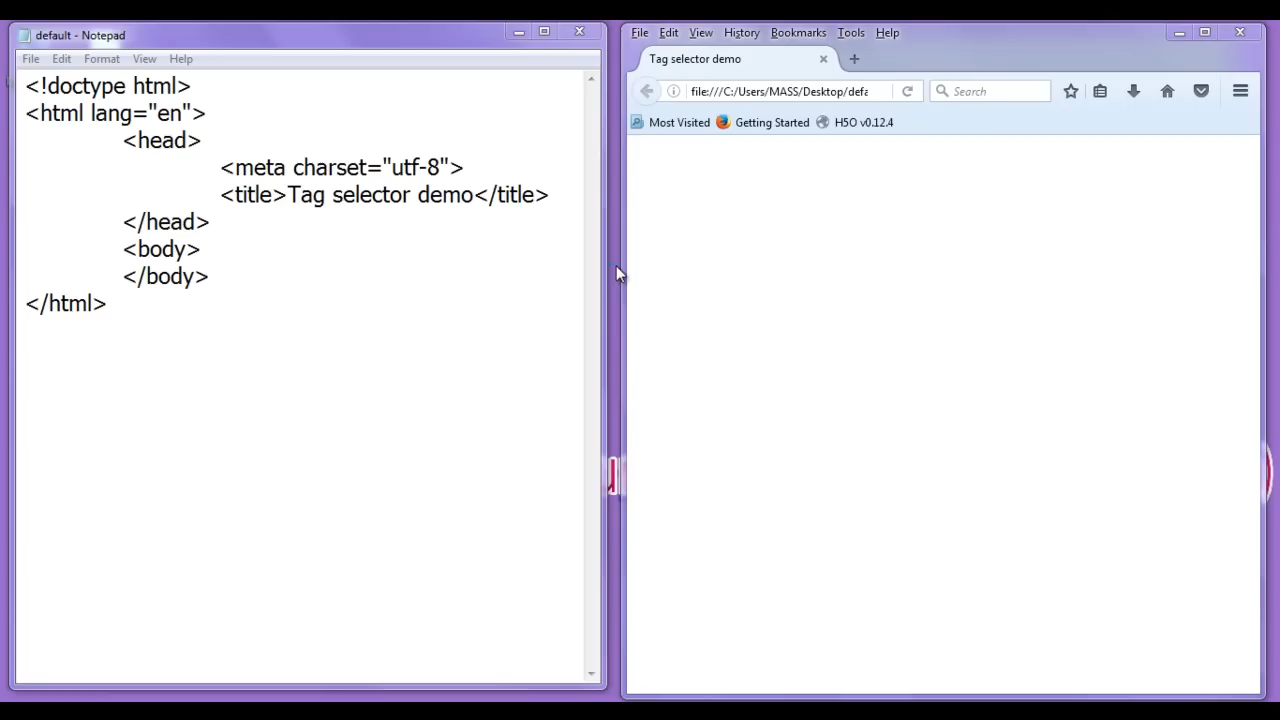 default - Notepad
File Edit Format View Help
<!doctype html>
<html lang="en">
<head>
<meta charset="utf-8">
<title>Tag selector demo</title>
</head>
<body>
</body>
</html>
File Edit View History Bookmarks Tools Help
Tag selector demo
file:///C:/Users/MASS/Desktop/defa
Search
Most Visited Getting Started H5O v0.12.4